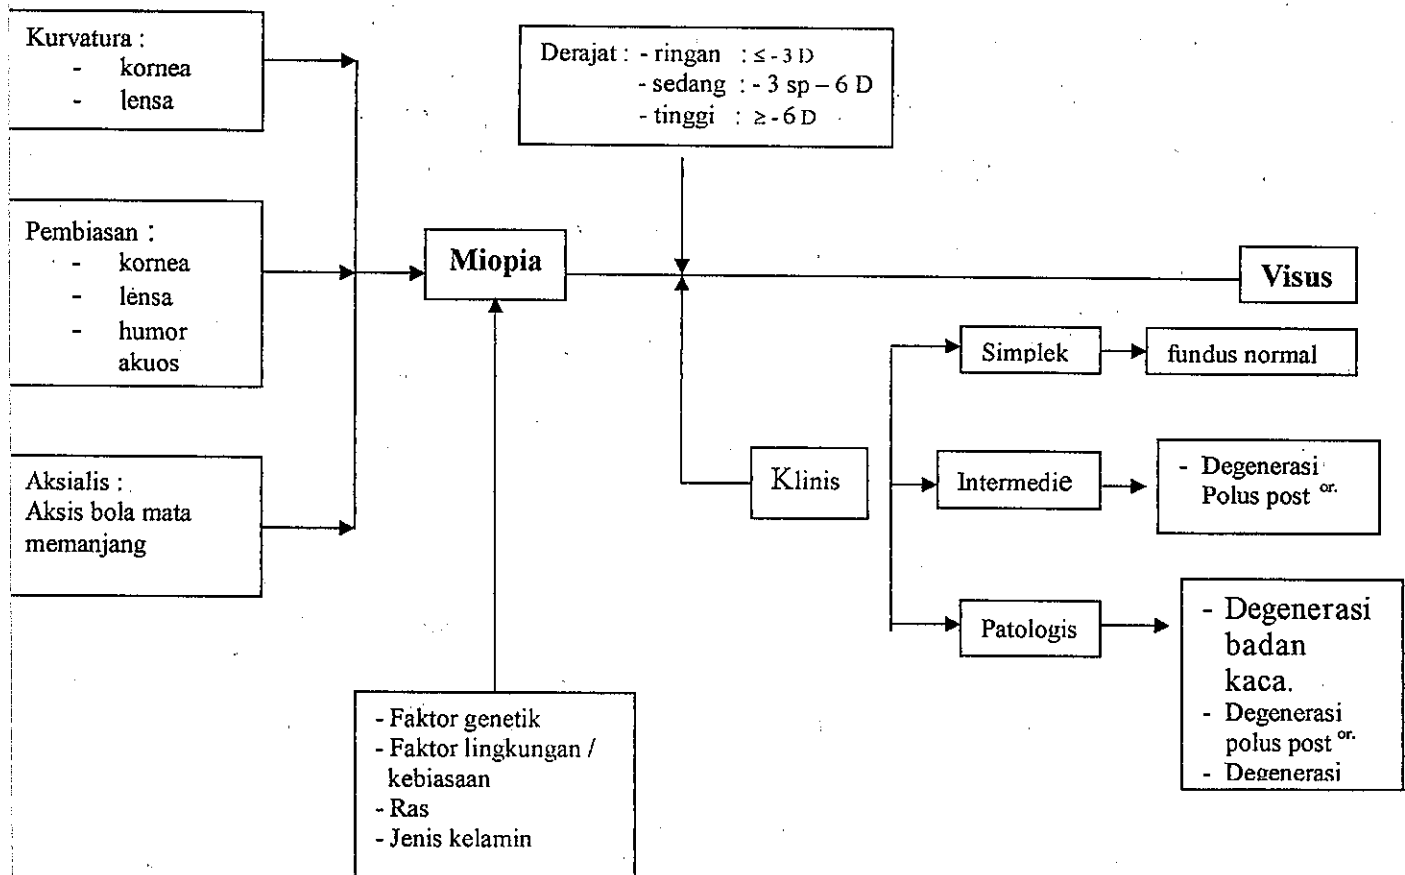 Kurvatura :
- kornea
- lensa
Derajat : - ringan : ≤ -3 D
- sedang : - 3 sp – 6 D
- tinggi : ≥ -6 D
Pembiasan :
- kornea
- lensa
- humor
akuos
Miopia
Visus
Simplek
fundus normal
Aksialis :
Aksis bola mata
memanjang
Klinis
Intermedie
- Degenerasi
Polus post or.
Patologis
- Degenerasi
badan
kaca.
- Degenerasi
polus post or.
- Degenerasi
- Faktor genetik
- Faktor lingkungan /
kebiasaan
- Ras
- Jenis kelamin